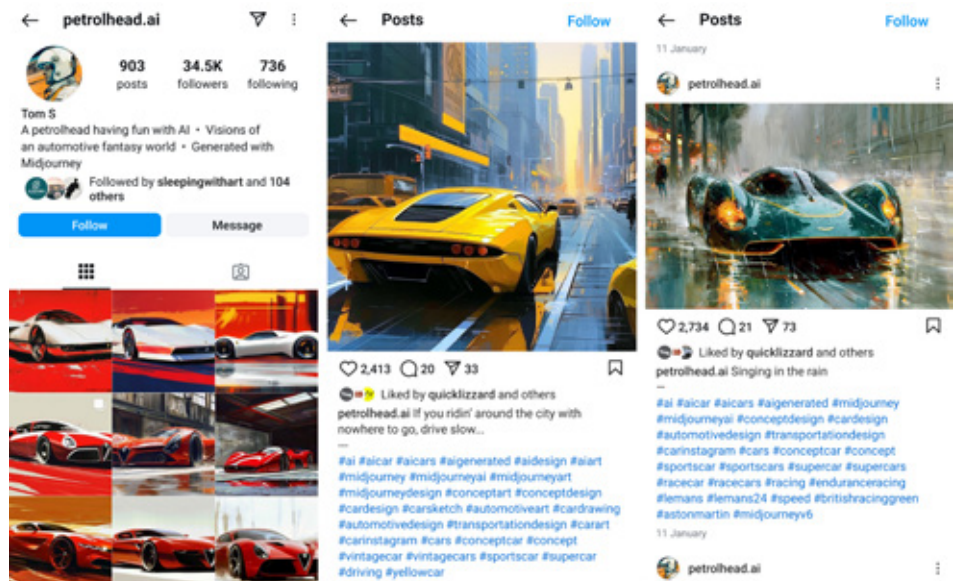 petrolhead.ai
903 34.5K 736
posts followers following
Tom S
A petrolhead having fun with AI • Visions of
an automotive fantasy world • Generated with
Midjourney
Followed by sleepingwithart and 104
others
Follow Message
Posts Follow
2,413 20 33
Liked by quicklizzard and others
petrolhead.ai If you ridin' around the city with
nowhere to go, drive slow...
—
#ai #aicar #aicars #aigenerated #aidesign #aiart
#midjourney #midjourneyai #midjourneyart
#midjourneydesign #conceptart #conceptdesign
#cardesign #carsketch #automotiveart #cardrawing
#automotivedesign #transportationdesign #carart
#carinstagram #cars #conceptcar #concept
#vintagecar #vintagecars #sportscar #supercar
#driving #yellowcar
Posts Follow
11 January
petrolhead.ai
2,734 21 73
Liked by quicklizzard and others
petrolhead.ai Singing in the rain
—
#ai #aicar #aicars #aigenerated #midjourney
#midjourneyai #conceptdesign #cardesign
#automotivedesign #transportationdesign
#carinstagram #cars #conceptcar #concept
#sportscar #sportscars #supercar #supercars
#racecar #racecars #racing #enduranceracing
#lemans #lemans24 #speed #britishracinggreen
#astonmartin #midjourneyv6
11 January
petrolhead.ai